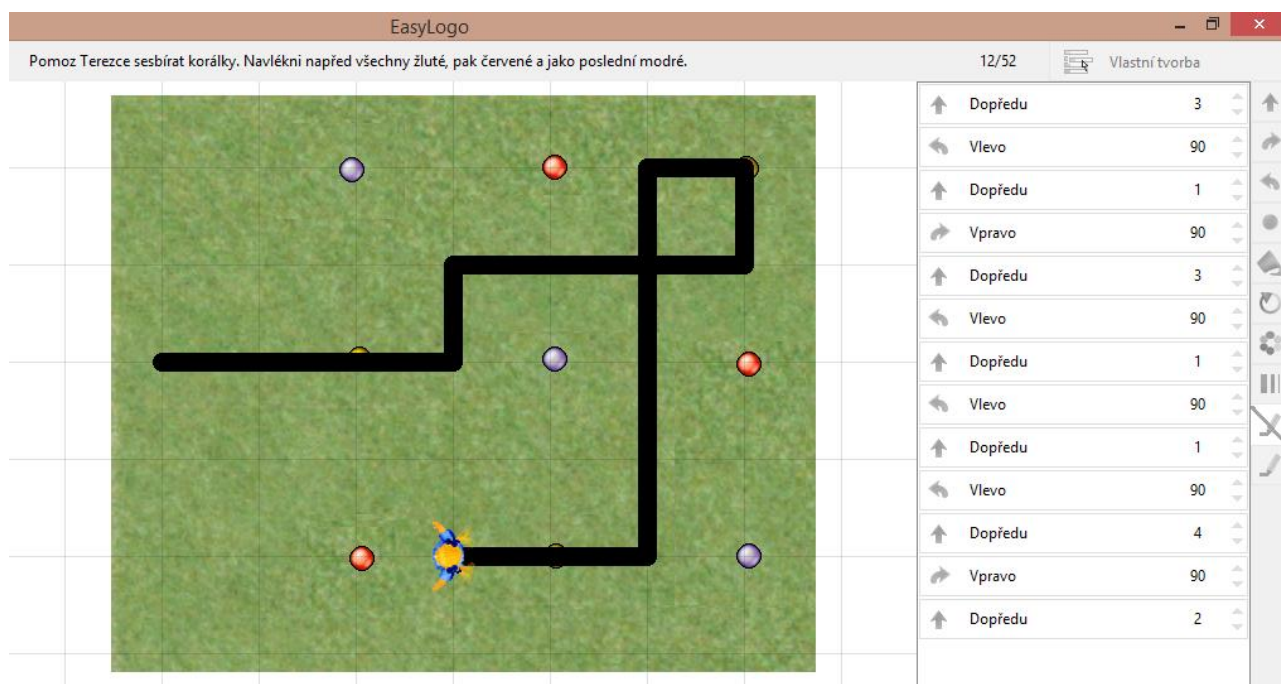 EasyLogo
Pomoz Terezce sesbírat korálky. Navlékni napřed všechny žluté, pak červené a jako poslední modré.
12/52
Vlastní tvorba
Dopředu 3
Vlevo 90
Dopředu 1
Vpravo 90
Dopředu 3
Vlevo 90
Dopředu 1
Vlevo 90
Dopředu 1
Vlevo 90
Dopředu 4
Vpravo 90
Dopředu 2